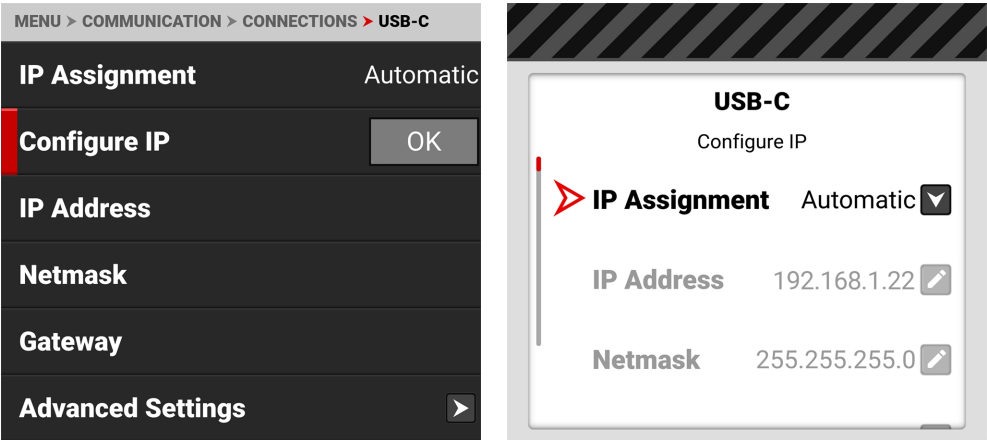 MENU > COMMUNICATION > CONNECTIONS > USB-C
IP Assignment Automatic
Configure IP OK
IP Address
Netmask
Gateway
Advanced Settings
USB-C
Configure IP
IP Assignment Automatic
IP Address 192.168.1.22
Netmask 255.255.255.0